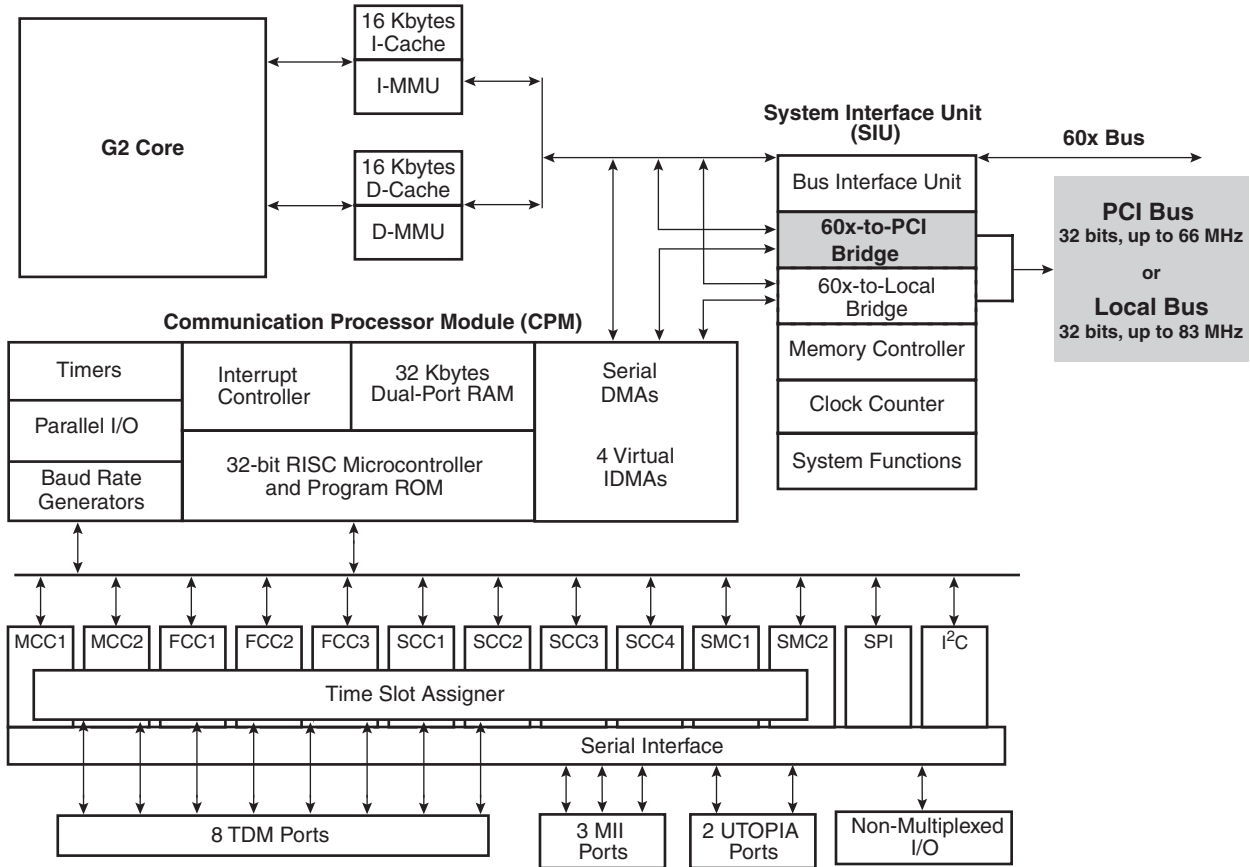 16 Kbytes
I-Cache
I-MMU
G2 Core
16 Kbytes
D-Cache
D-MMU
System Interface Unit
(SIU)
60x Bus
Bus Interface Unit
60x-to-PCI
Bridge
60x-to-Local
Bridge
Memory Controller
Clock Counter
System Functions
PCI Bus
32 bits, up to 66 MHz
or
Local Bus
32 bits, up to 83 MHz
Communication Processor Module (CPM)
Timers
Parallel I/O
Baud Rate
Generators
Interrupt
Controller
32 Kbytes
Dual-Port RAM
32-bit RISC Microcontroller
and Program ROM
Serial
DMAs
4 Virtual
IDMAs
MCC1 MCC2 FCC1 FCC2 FCC3 SCC1 SCC2 SCC3 SCC4 SMC1 SMC2 SPI I²C
Time Slot Assigner
Serial Interface
8 TDM Ports
3 MII
Ports
2 UTOPIA
Ports
Non-Multiplexed
I/O